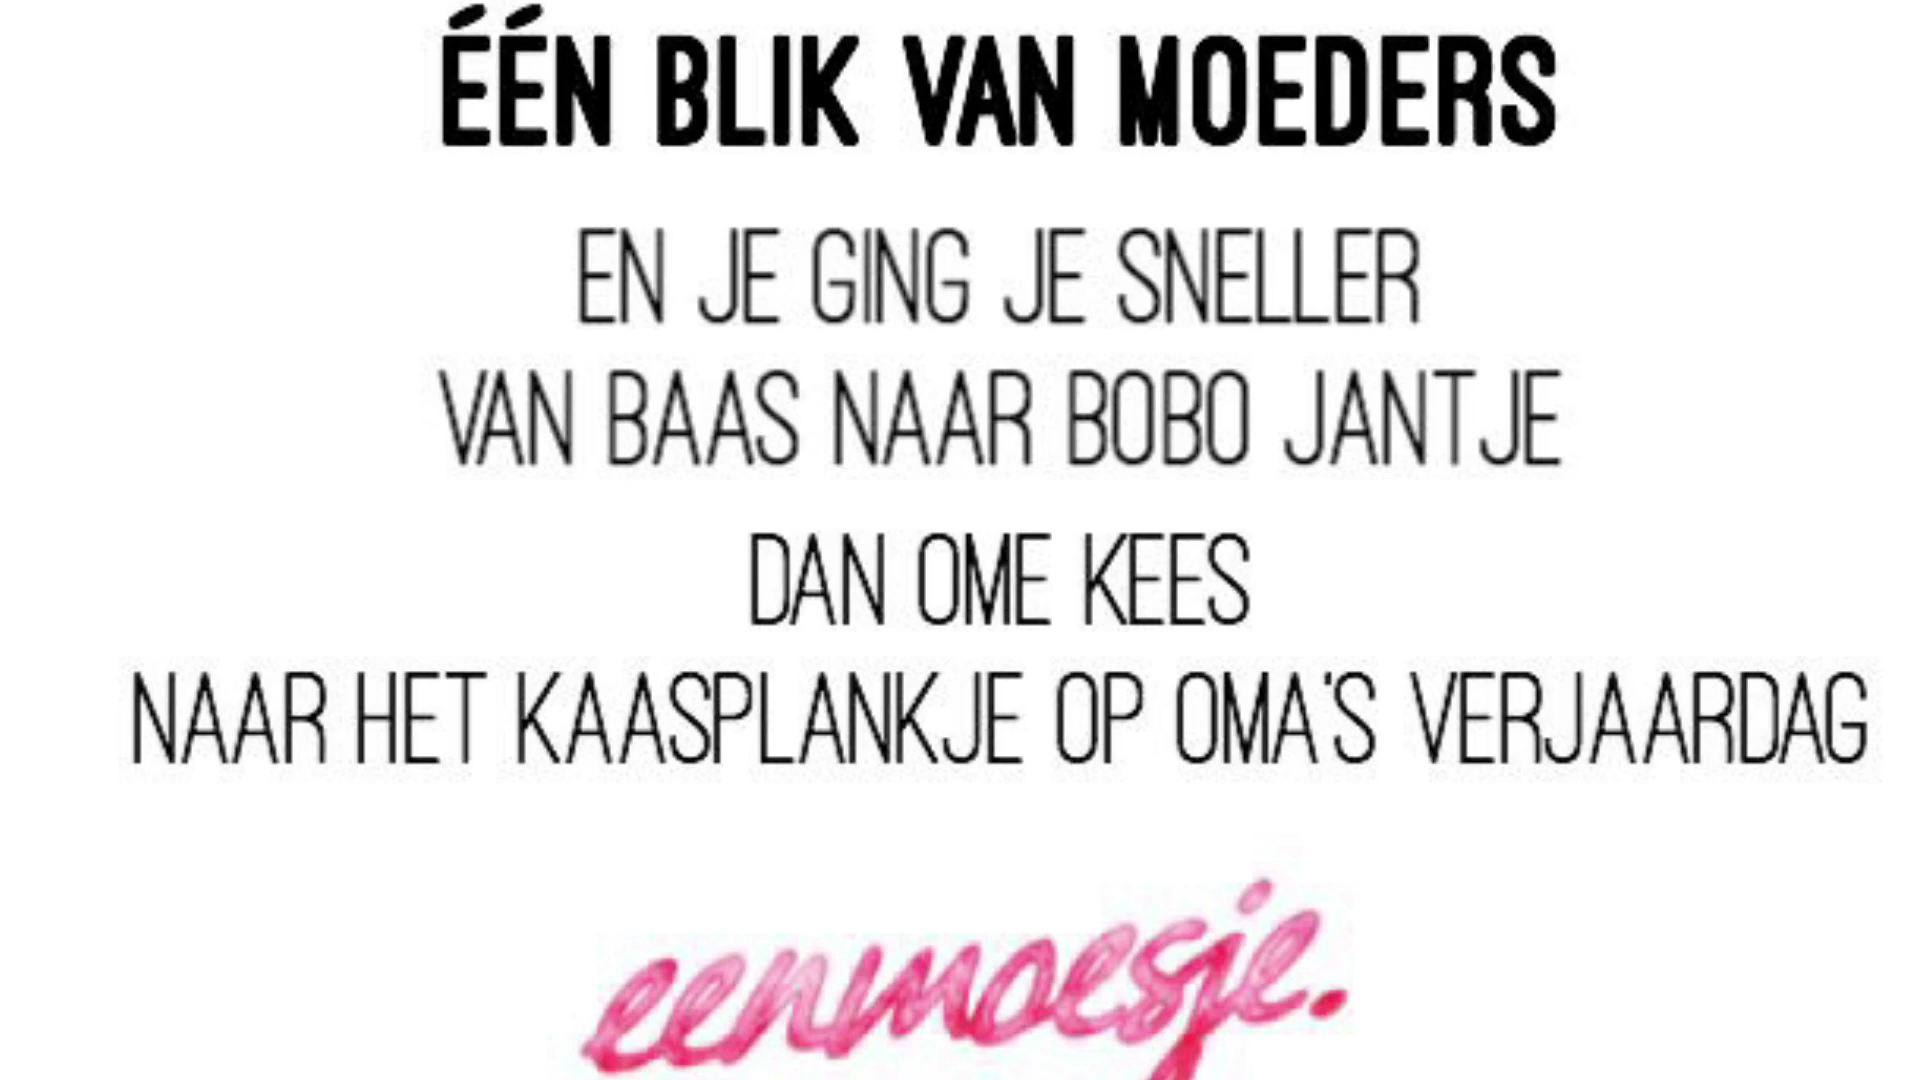 ÉÉN BLIK VAN MOEDERS
EN JE GING JE SNELLER
VAN BAAS NAAR BOBO JANTJE
DAN OME KEES
NAAR HET KAASPLANKJE OP OMA'S VERJAARDAG
eenmoesje.